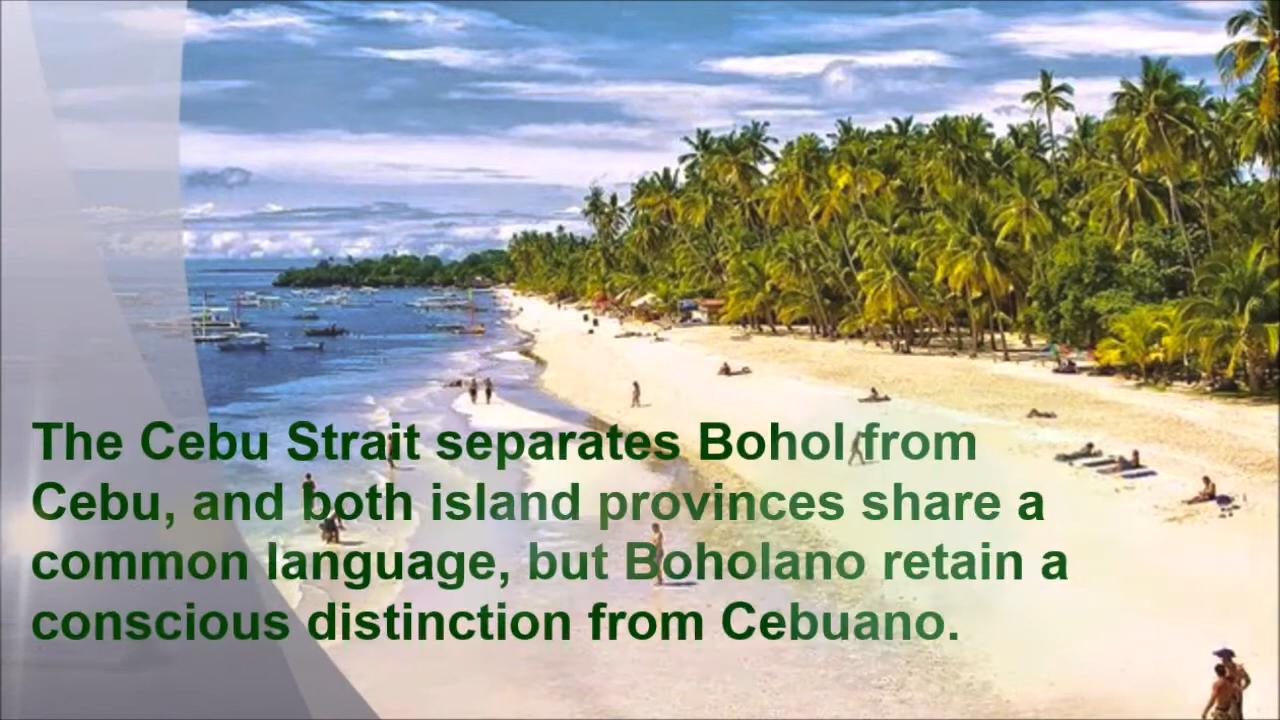 The Cebu Strait separates Bohol from
Cebu, and both island provinces share a
common language, but Boholano retain a
conscious distinction from Cebuano.